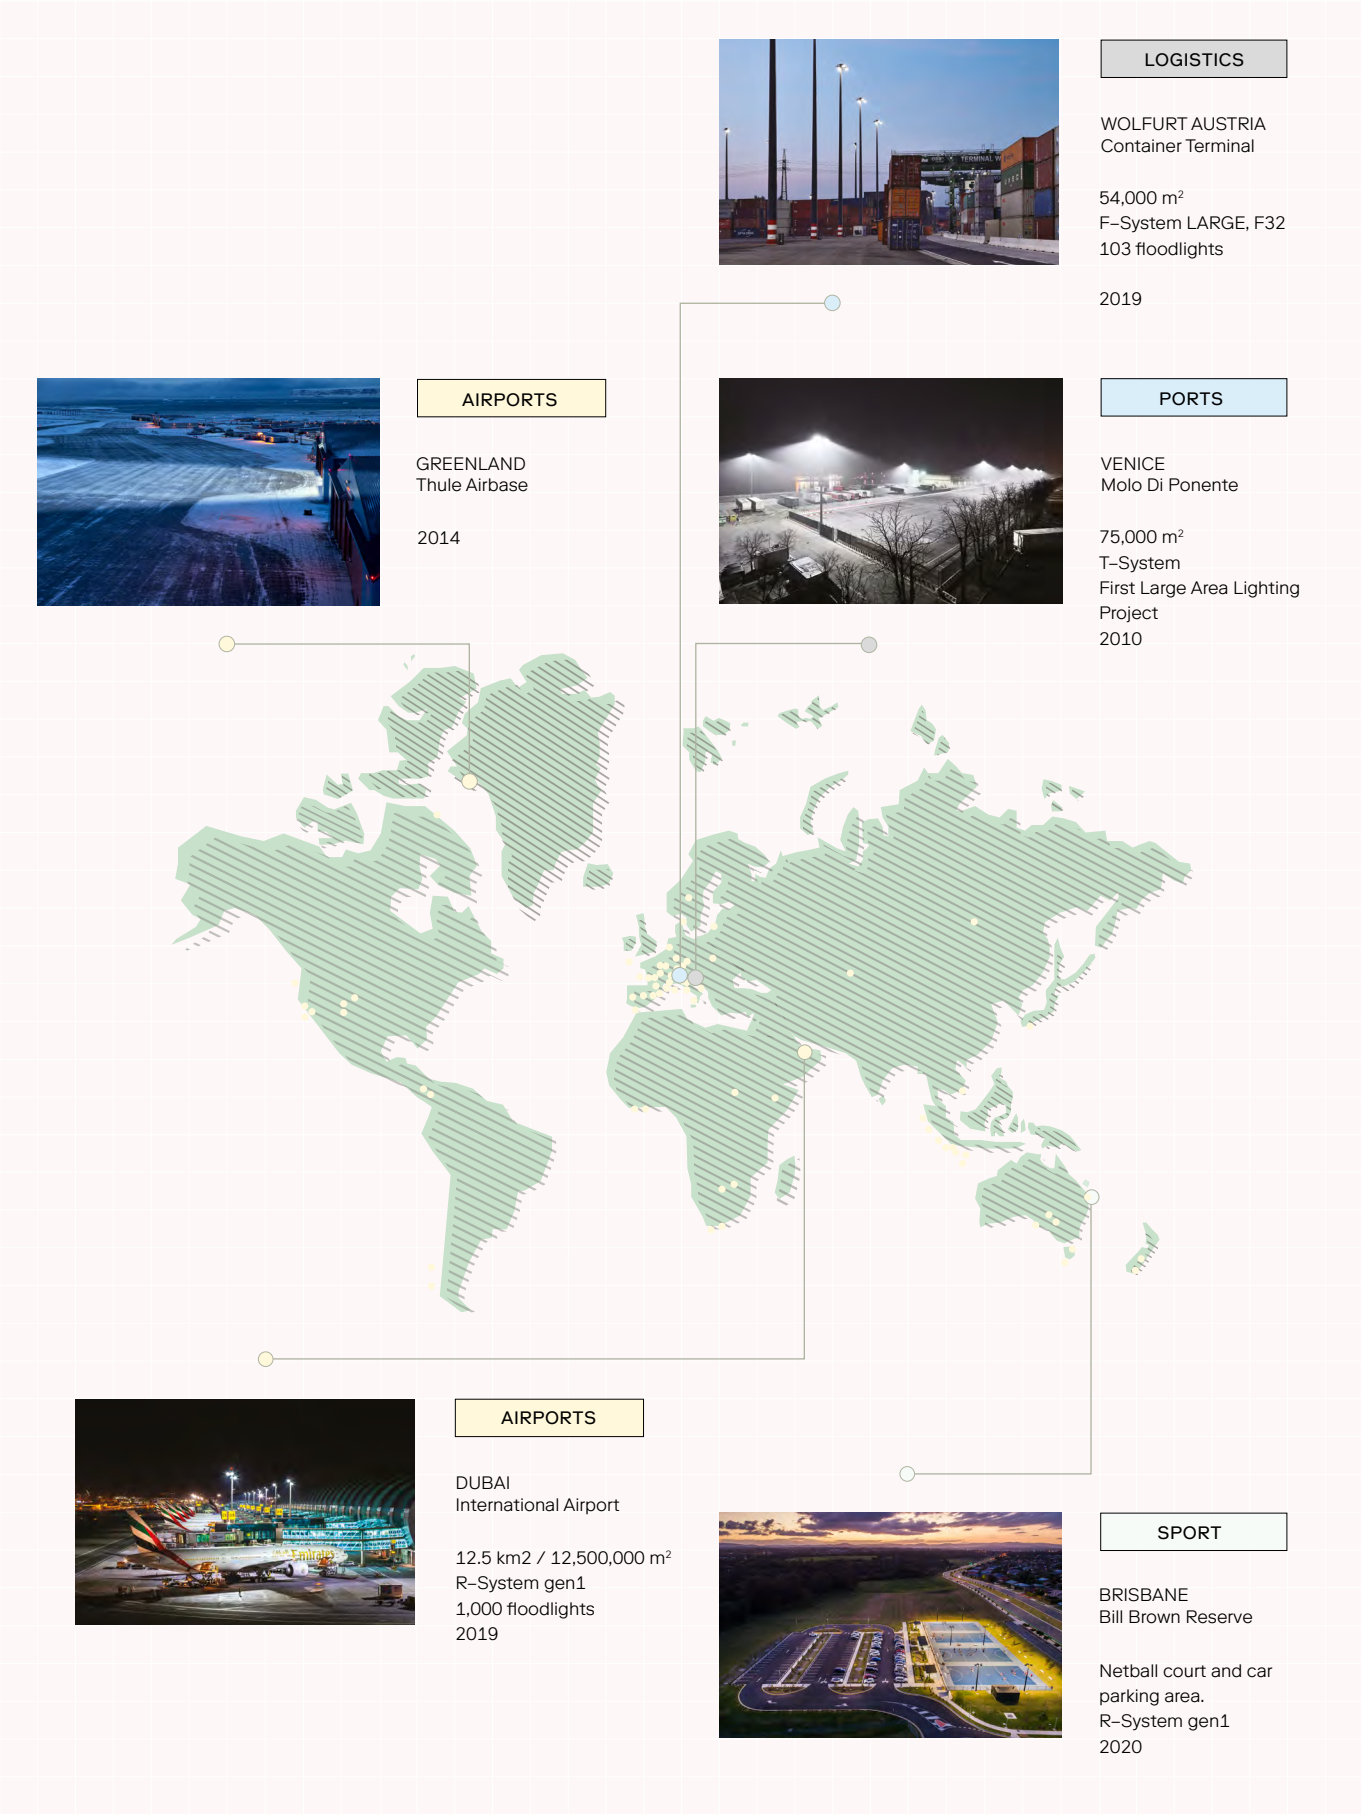 LOGISTICS
WOLFURT AUSTRIA
Container Terminal
54,000 m²
F–System LARGE, F32
103 floodlights
2019
AIRPORTS
GREENLAND
Thule Airbase
2014
PORTS
VENICE
Molo Di Ponente
75,000 m²
T–System
First Large Area Lighting
Project
2010
AIRPORTS
DUBAI
International Airport
12.5 km2 / 12,500,000 m²
R–System gen1
1,000 floodlights
2019
SPORT
BRISBANE
Bill Brown Reserve
Netball court and car
parking area.
R–System gen1
2020
TERMINAL W
Emirates